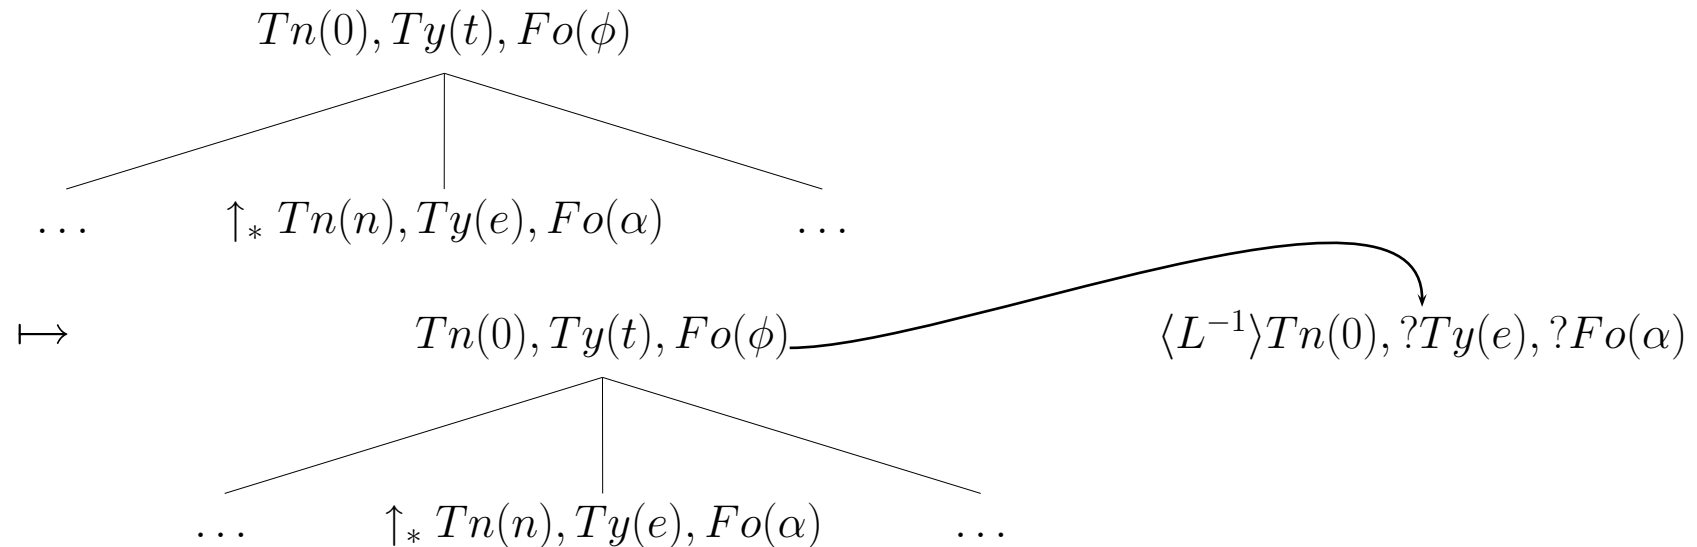 Tn(0), Ty(t), Fo(ϕ)
… ↑∗ Tn(n), Ty(e), Fo(α) …
⟼ Tn(0), Ty(t), Fo(ϕ) ⟨L⁻¹⟩Tn(0), ?Ty(e), ?Fo(α)
… ↑∗ Tn(n), Ty(e), Fo(α) …